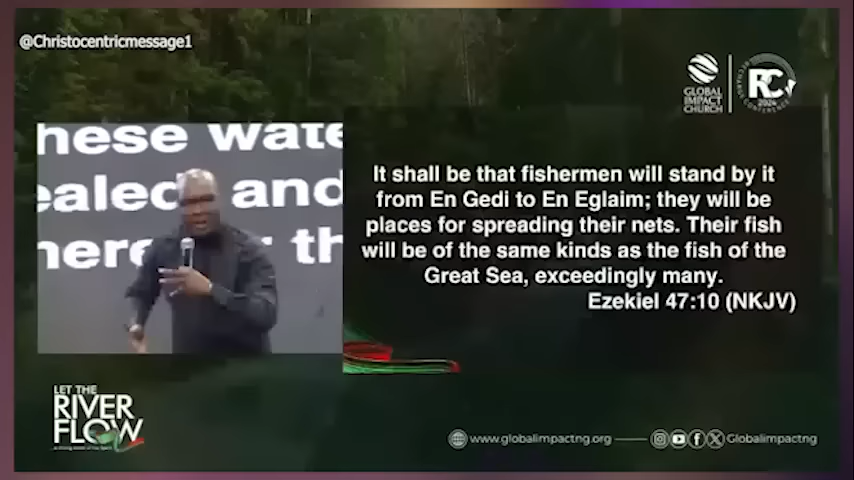 @Christocentricmessage1
GLOBAL
IMPACT
CHURCH
RC
2024
hese wate
ealed and
here th
It shall be that fishermen will stand by it
from En Gedi to En Eglaim; they will be
places for spreading their nets. Their fish
will be of the same kinds as the fish of the
Great Sea, exceedingly many.
Ezekiel 47:10 (NKJV)
LET THE
RIVER
FLOW
www.globalimpactng.org
Globalimpactng